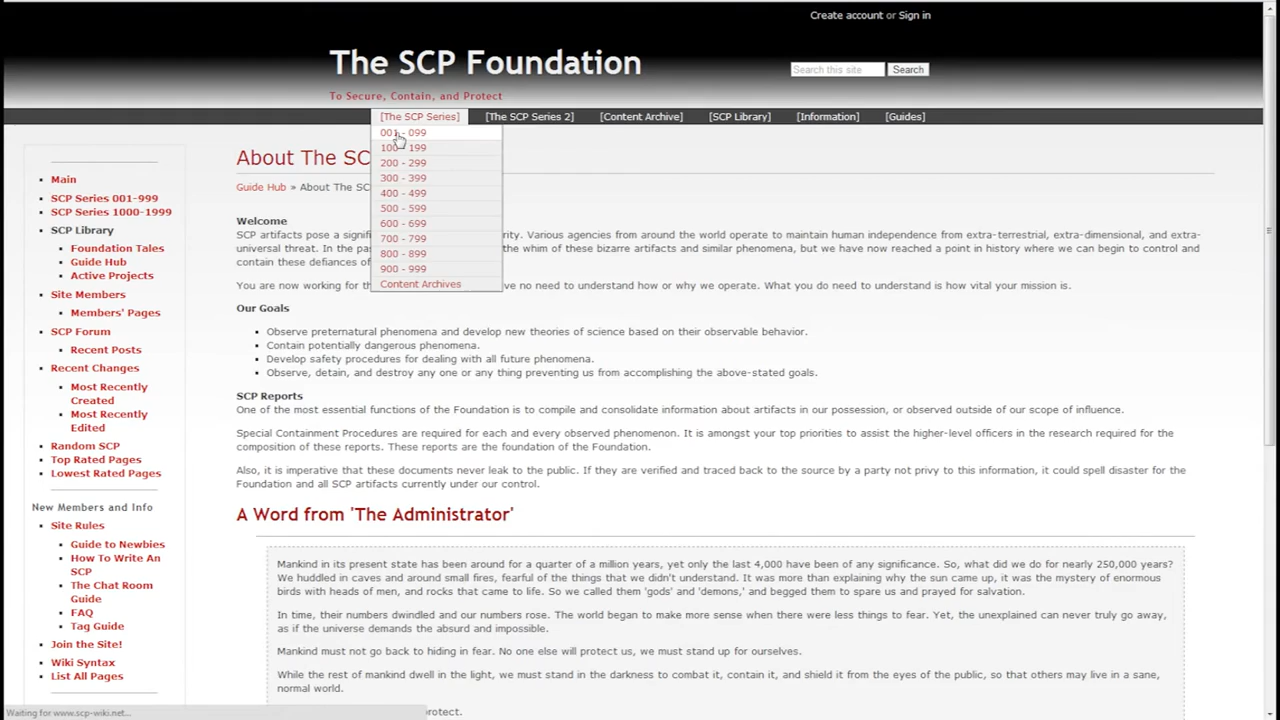 Create account or Sign in
The SCP Foundation
Search this site
Search
To Secure, Contain, and Protect
[The SCP Series]
[The SCP Series 2]
[Content Archive]
[SCP Library]
[Information]
[Guides]
001 - 099
100 - 199
200 - 299
300 - 399
400 - 499
500 - 599
600 - 699
700 - 799
800 - 899
900 - 999
Content Archives
Main
SCP Series 001-999
SCP Series 1000-1999
SCP Library
Foundation Tales
Guide Hub
Active Projects
Site Members
Members' Pages
SCP Forum
Recent Posts
Recent Changes
Most Recently
Created
Most Recently
Edited
Random SCP
Top Rated Pages
Lowest Rated Pages
New Members and Info
Site Rules
Guide to Newbies
How To Write An
SCP
The Chat Room
Guide
FAQ
Tag Guide
Join the Site!
Wiki Syntax
List All Pages
About The SC
Guide Hub » About The SC
Welcome
SCP artifacts pose a signifi rity. Various agencies from around the world operate to maintain human independence from extra-terrestrial, extra-dimensional, and extra-
universal threat. In the pas the whim of these bizarre artifacts and similar phenomena, but we have now reached a point in history where we can begin to control and
contain these defiances of
You are now working for th ve no need to understand how or why we operate. What you do need to understand is how vital your mission is.
Our Goals
Observe preternatural phenomena and develop new theories of science based on their observable behavior.
Contain potentially dangerous phenomena.
Develop safety procedures for dealing with all future phenomena.
Observe, detain, and destroy any one or any thing preventing us from accomplishing the above-stated goals.
SCP Reports
One of the most essential functions of the Foundation is to compile and consolidate information about artifacts in our possession, or observed outside of our scope of influence.
Special Containment Procedures are required for each and every observed phenomenon. It is amongst your top priorities to assist the higher-level officers in the research required for the
composition of these reports. These reports are the foundation of the Foundation.
Also, it is imperative that these documents never leak to the public. If they are verified and traced back to the source by a party not privy to this information, it could spell disaster for the
Foundation and all SCP artifacts currently under our control.
A Word from 'The Administrator'
Mankind in its present state has been around for a quarter of a million years, yet only the last 4,000 have been of any significance. So, what did we do for nearly 250,000 years?
We huddled in caves and around small fires, fearful of the things that we didn't understand. It was more than explaining why the sun came up, it was the mystery of enormous
birds with heads of men, and rocks that came to life. So we called them 'gods' and 'demons,' and begged them to spare us and prayed for salvation.
In time, their numbers dwindled and our numbers rose. The world began to make more sense when there were less things to fear. Yet, the unexplained can never truly go away,
as if the universe demands the absurd and impossible.
Mankind must not go back to hiding in fear. No one else will protect us, we must stand up for ourselves.
While the rest of mankind dwell in the light, we must stand in the darkness to combat it, contain it, and shield it from the eyes of the public, so that others may live in a sane,
normal world.
protect.
Waiting for www.scp-wiki.net...